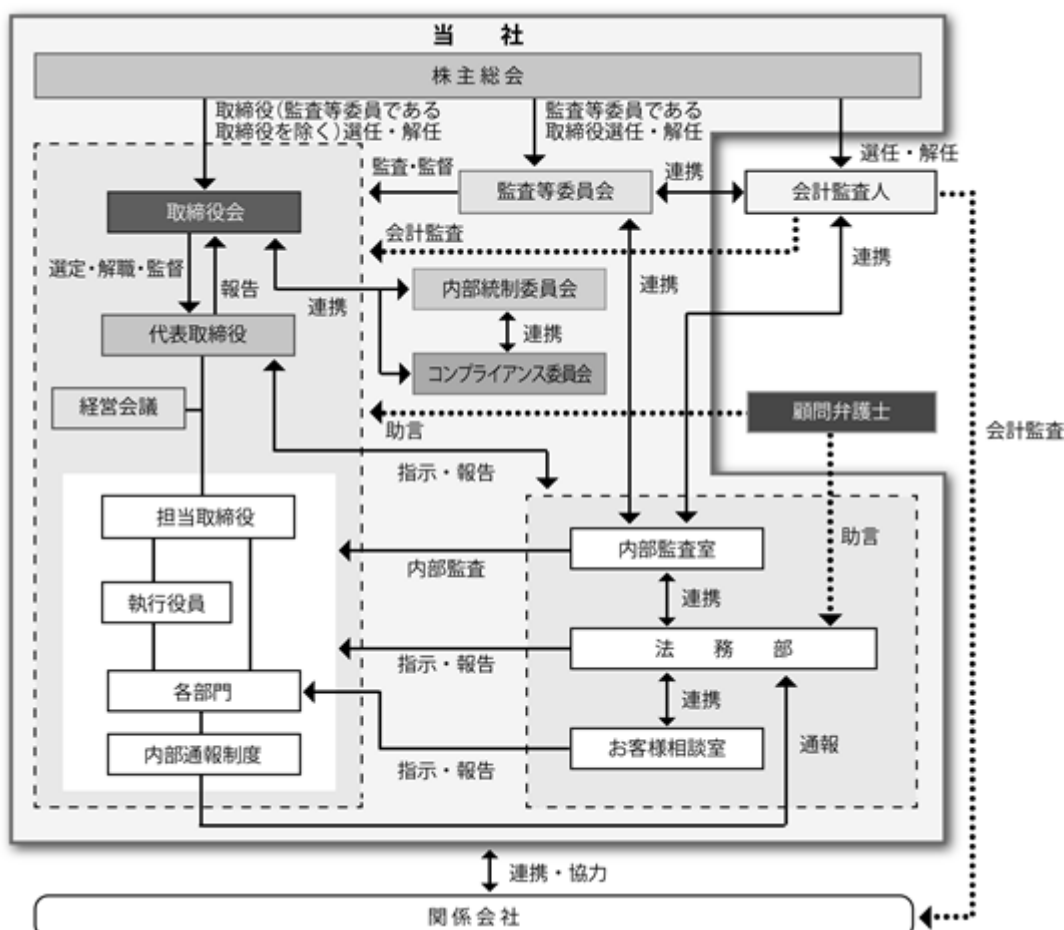 当 社
株主総会
取締役(監査等委員である
取締役を除く)選任・解任
監査等委員である
取締役選任・解任
選任・解任
監査・監督
監査等委員会
連携
会計監査人
取締役会
会計監査
連携
選定・解職・監督
報告
連携
内部統制委員会
連携
代表取締役
連携
コンプライアンス委員会
経営会議
顧問弁護士
助言
会計監査
指示・報告
担当取締役
助言
内部監査室
内部監査
執行役員
連携
法 務 部
指示・報告
各部門
連携
内部通報制度
お客様相談室
通報
指示・報告
連携・協力
関係会社